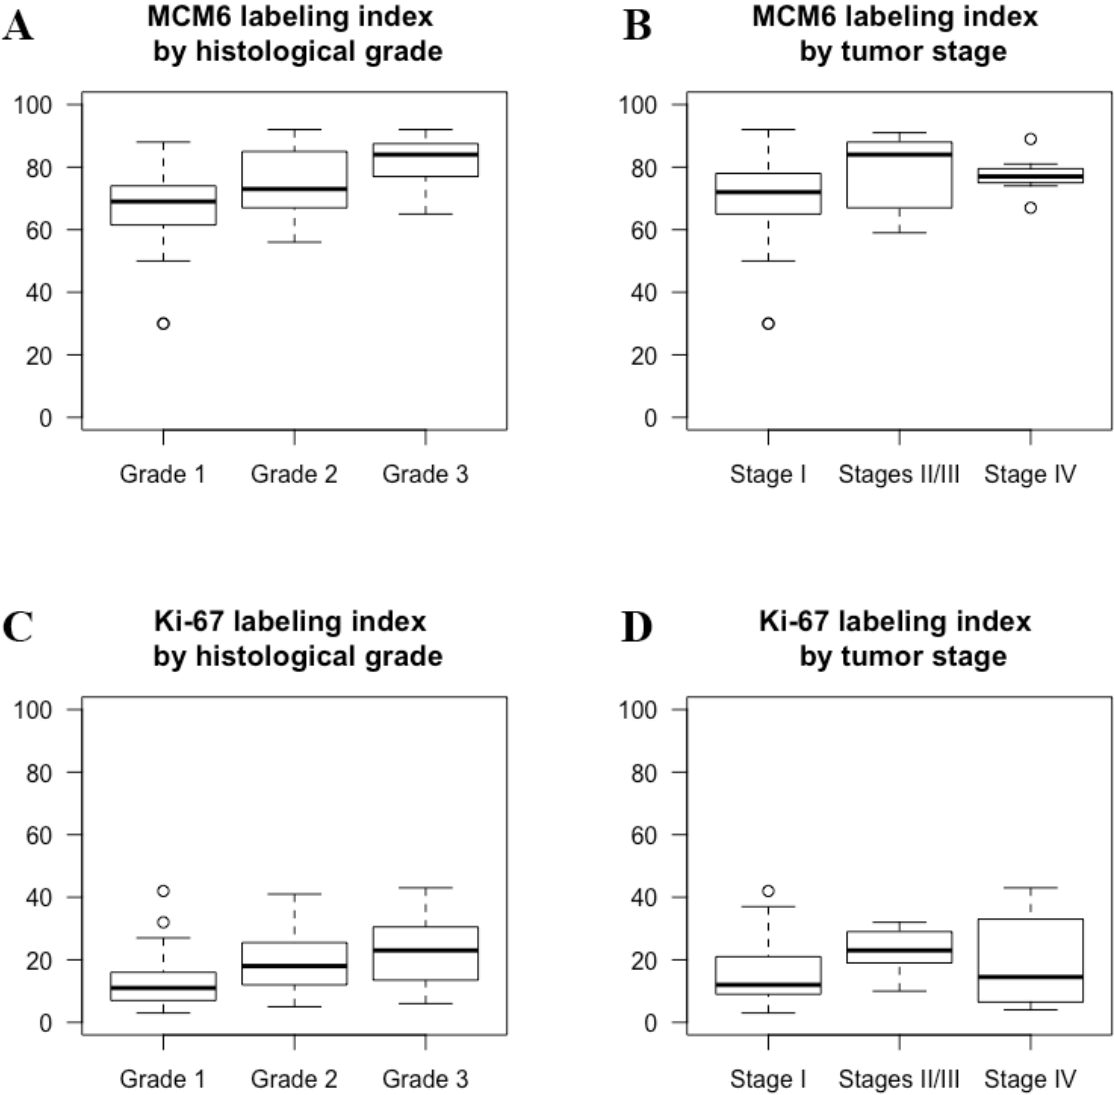 A
MCM6 labeling index
by histological grade
100
80
60
40
20
0
Grade 1 Grade 2 Grade 3
B
MCM6 labeling index
by tumor stage
100
80
60
40
20
0
Stage I Stages II/III Stage IV
C
Ki-67 labeling index
by histological grade
100
80
60
40
20
0
Grade 1 Grade 2 Grade 3
D
Ki-67 labeling index
by tumor stage
100
80
60
40
20
0
Stage I Stages II/III Stage IV